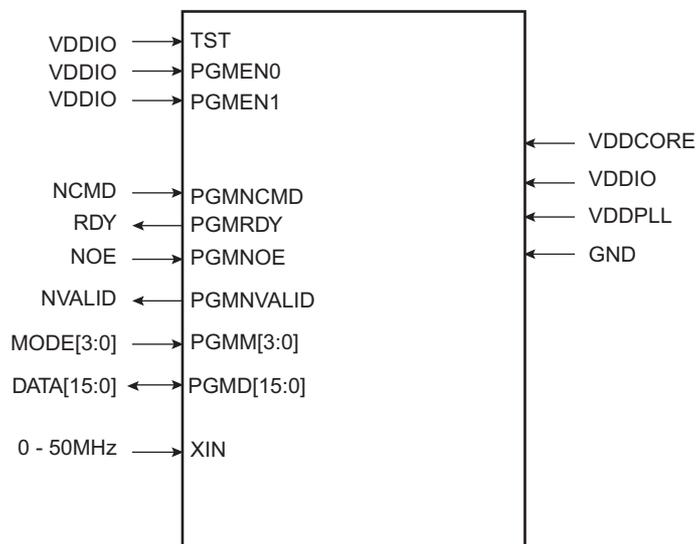 VDDIO TST
VDDIO PGMEN0
VDDIO PGMEN1
VDDCORE
VDDIO
NCMD PGMNCMD
VDDPLL
RDY PGMRDY
NOE PGMNOE
GND
NVALID PGMNVALID
MODE[3:0] PGMM[3:0]
DATA[15:0] PGMD[15:0]
0 - 50MHz XIN